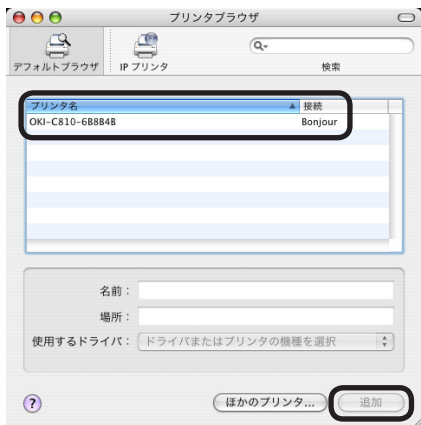 プリンタブラウザ
デフォルトブラウザ IP プリンタ 検索
プリンタ名 接続
OKI-C810-6B8B4B Bonjour
名前：
場所：
使用するドライバ： ドライバまたはプリンタの機種を選択
? ほかのプリンタ... 追加